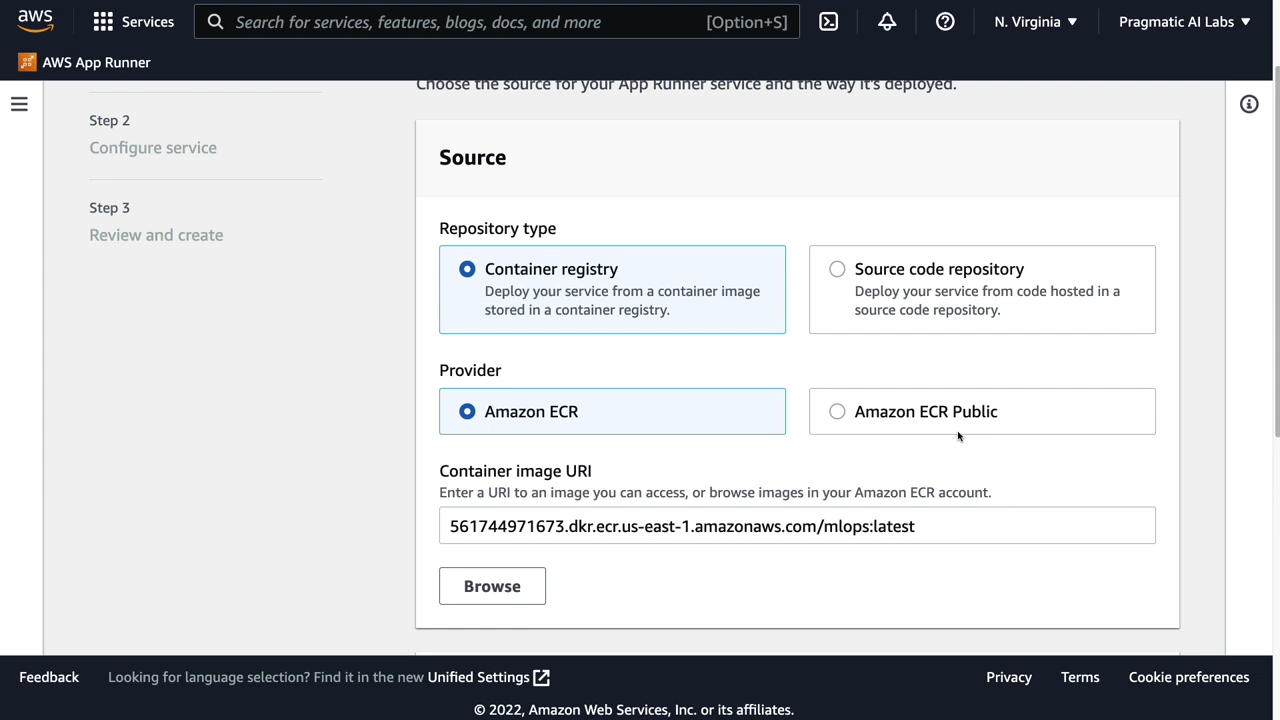 aws
Services
Search for services, features, blogs, docs, and more
[Option+S]
N. Virginia ▼
Pragmatic AI Labs ▼
AWS App Runner
Choose the source for your App Runner service and the way it's deployed.
Step 2
Configure service
Step 3
Review and create
Source
Repository type
Container registry
Deploy your service from a container image
stored in a container registry.
Source code repository
Deploy your service from code hosted in a
source code repository.
Provider
Amazon ECR
Amazon ECR Public
Container image URI
Enter a URI to an image you can access, or browse images in your Amazon ECR account.
561744971673.dkr.ecr.us-east-1.amazonaws.com/mlops:latest
Browse
Feedback
Looking for language selection? Find it in the new Unified Settings
Privacy
Terms
Cookie preferences
© 2022, Amazon Web Services, Inc. or its affiliates.